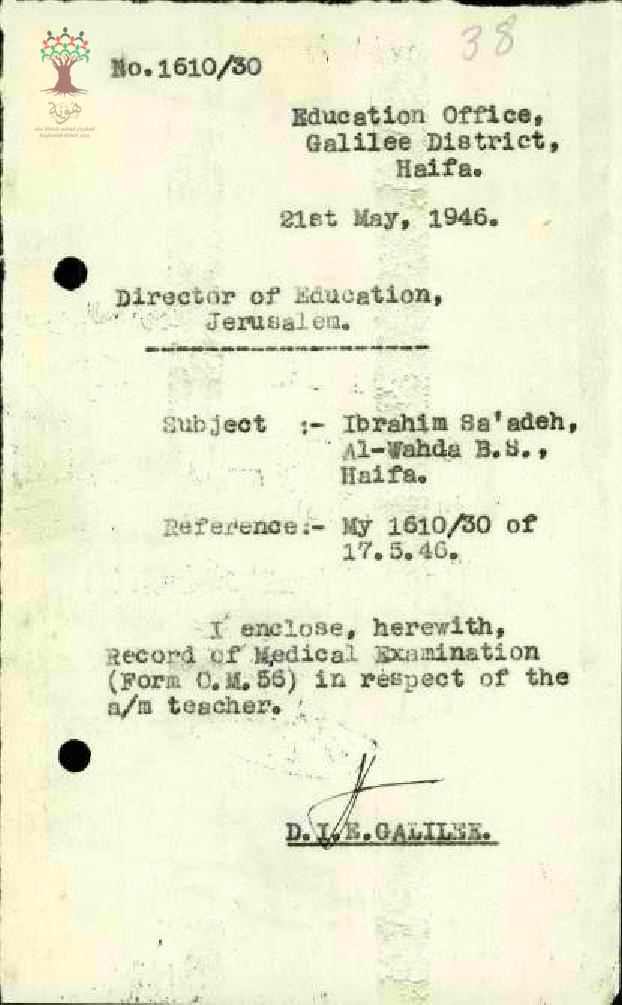 38
No.1610/30
هوية
Education Office,
Galilee District,
Haifa.
21st May, 1946.
Director of Education,
Jerusalem.
Subject :- Ibrahim Sa'adeh,
Al-Wahda B.S.,
Haifa.
Reference:- My 1610/30 of
17.5.46.
I enclose, herewith,
Record of Medical Examination
(Form C.M.56) in respect of the
a/m teacher.
D.I.E.GALILEE.